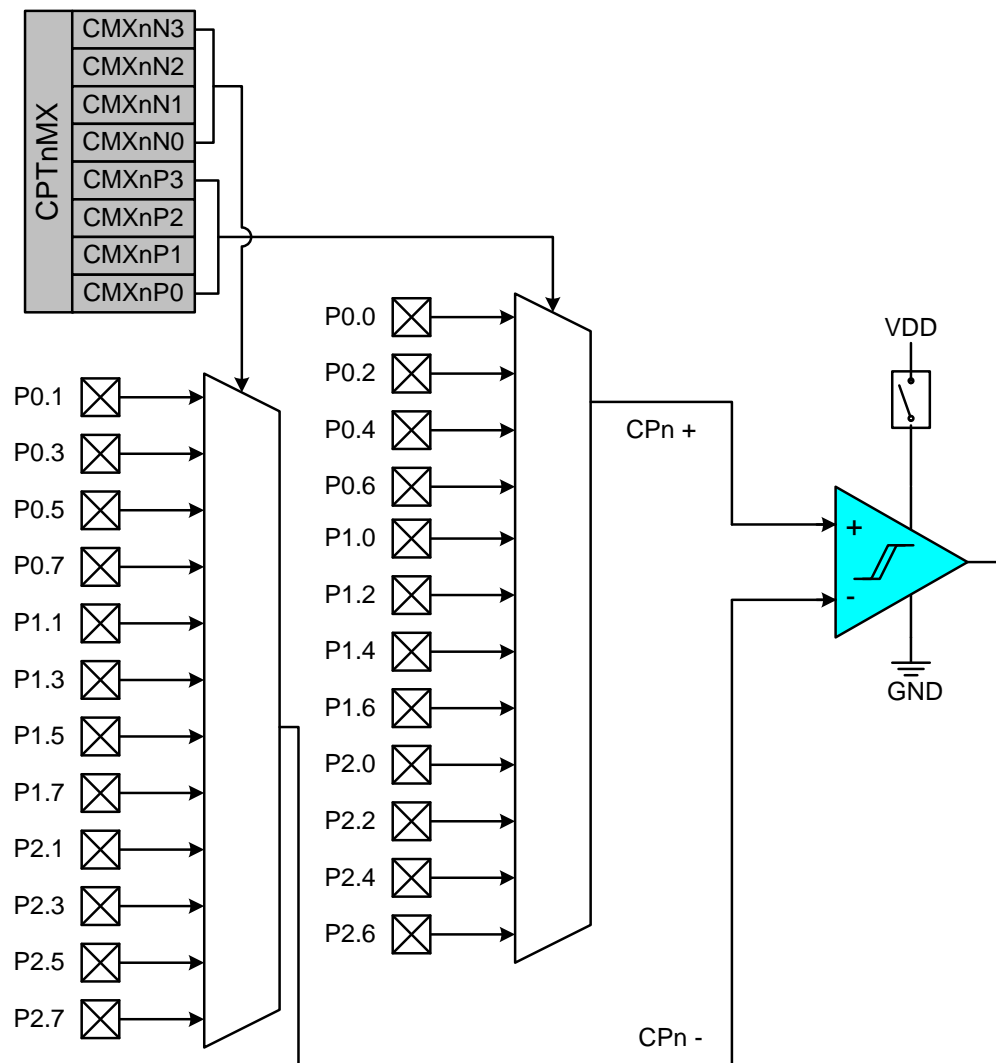 CPTnMX
CMXnN3
CMXnN2
CMXnN1
CMXnN0
CMXnP3
CMXnP2
CMXnP1
CMXnP0
P0.1
P0.3
P0.5
P0.7
P1.1
P1.3
P1.5
P1.7
P2.1
P2.3
P2.5
P2.7
P0.0
P0.2
P0.4
P0.6
P1.0
P1.2
P1.4
P1.6
P2.0
P2.2
P2.4
P2.6
CPn +
CPn -
VDD
+
-
GND